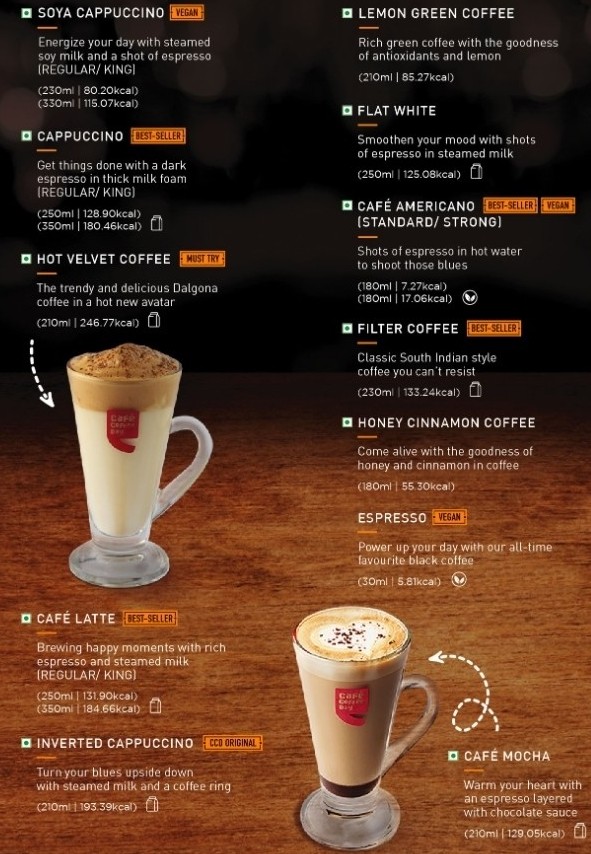 SOYA CAPPUCCINO VEGAN
Energize your day with steamed
soy milk and a shot of espresso
(REGULAR/ KING)
(230ml | 80.20kcal)
(330ml | 115.07kcal)
CAPPUCCINO BEST-SELLER
Get things done with a dark
espresso in thick milk foam
(REGULAR/ KING)
(250ml | 128.90kcal)
(350ml | 180.46kcal)
HOT VELVET COFFEE MUST TRY
The trendy and delicious Dalgona
coffee in a hot new avatar
(210ml | 246.77kcal)
café
coffee
day
CAFÉ LATTE BEST-SELLER
Brewing happy moments with rich
espresso and steamed milk
(REGULAR/ KING)
(250ml | 131.90kcal)
(350ml | 184.66kcal)
INVERTED CAPPUCCINO CCD ORIGINAL
Turn your blues upside down
with steamed milk and a coffee ring
(210ml | 193.39kcal)
LEMON GREEN COFFEE
Rich green coffee with the goodness
of antioxidants and lemon
(210ml | 85.27kcal)
FLAT WHITE
Smoothen your mood with shots
of espresso in steamed milk
(250ml | 125.08kcal)
CAFÉ AMERICANO BEST-SELLER VEGAN
(STANDARD/ STRONG)
Shots of espresso in hot water
to shoot those blues
(180ml | 7.27kcal)
(180ml | 17.06kcal)
FILTER COFFEE BEST-SELLER
Classic South Indian style
coffee you can't resist
(230ml | 133.24kcal)
HONEY CINNAMON COFFEE
Come alive with the goodness of
honey and cinnamon in coffee
(180ml | 55.30kcal)
ESPRESSO VEGAN
Power up your day with our all-time
favourite black coffee
(30ml | 5.81kcal)
café
coffee
day
CAFÉ MOCHA
Warm your heart with
an espresso layered
with chocolate sauce
(210ml | 129.05kcal)